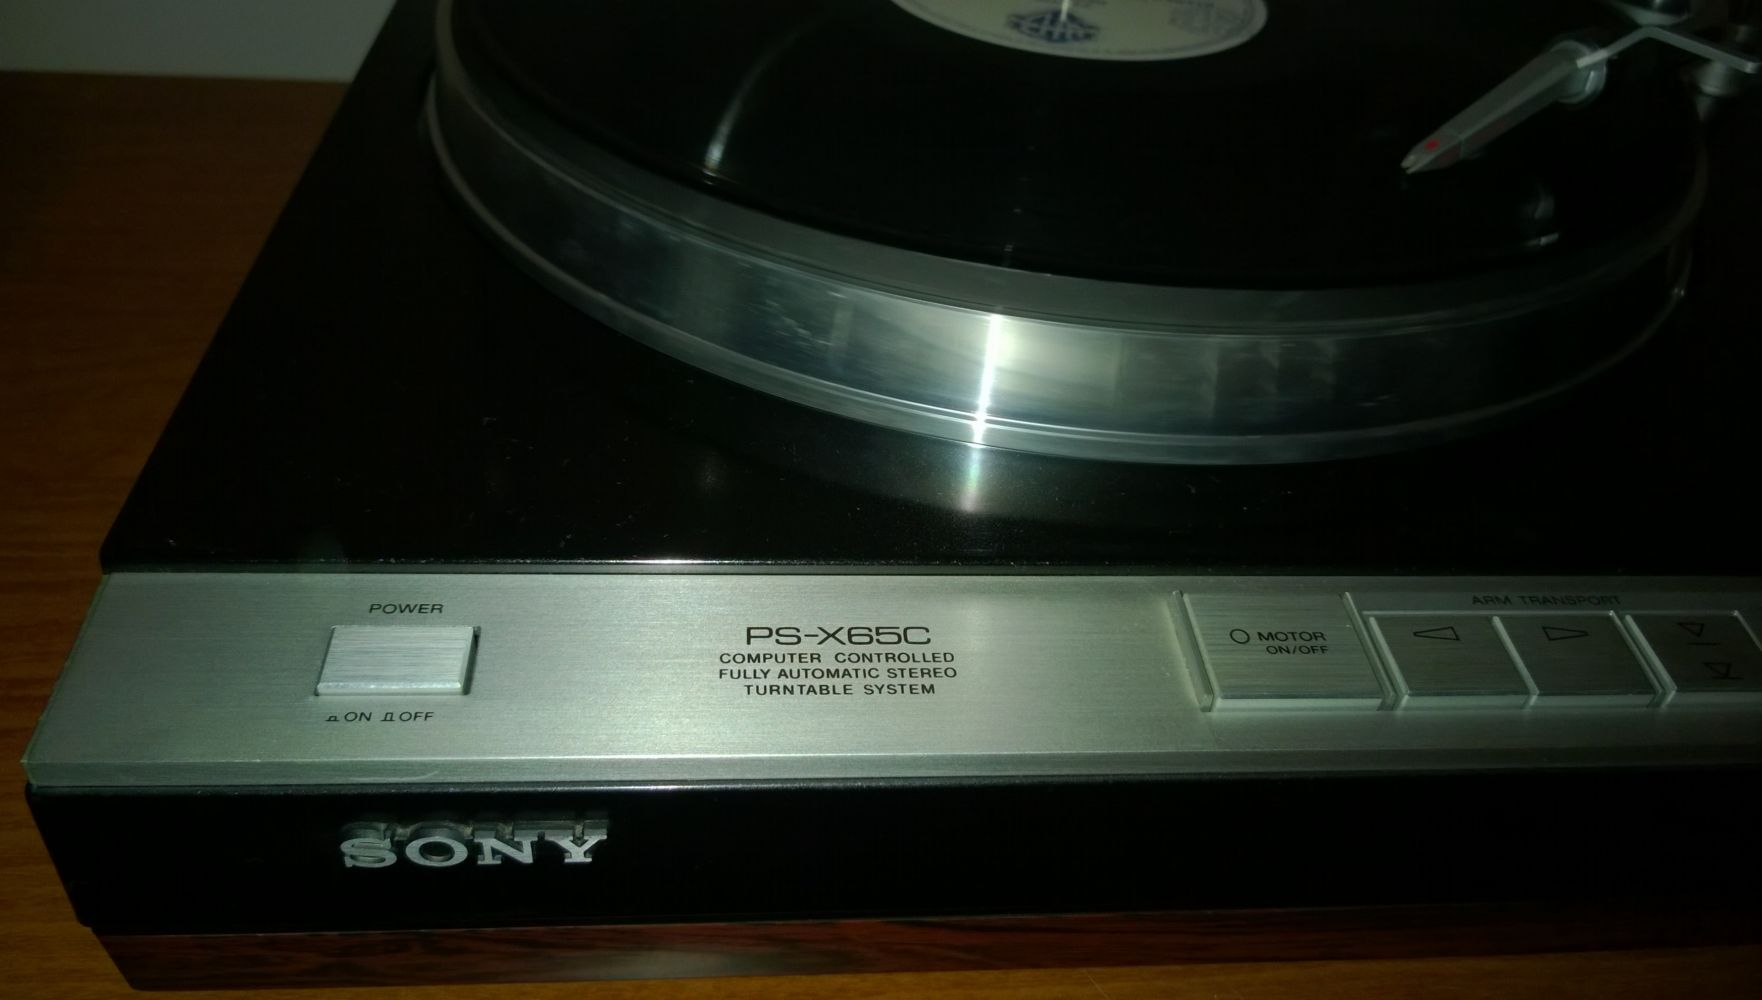 POWER
ON OFF
PS-X65C
COMPUTER CONTROLLED
FULLY AUTOMATIC STEREO
TURNTABLE SYSTEM
MOTOR
ON/OFF
ARM TRANSPORT
SONY